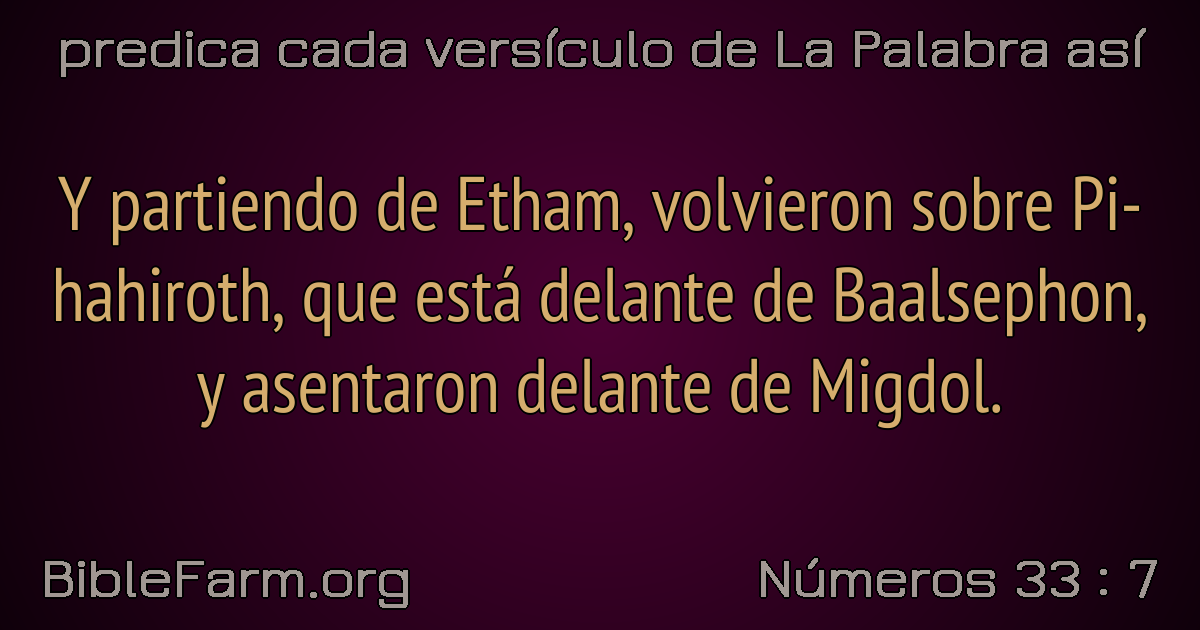 predica cada versículo de La Palabra así
Y partiendo de Etham, volvieron sobre Pi-
hahiroth, que está delante de Baalsephon,
y asentaron delante de Migdol.
BibleFarm.org
Números 33 : 7